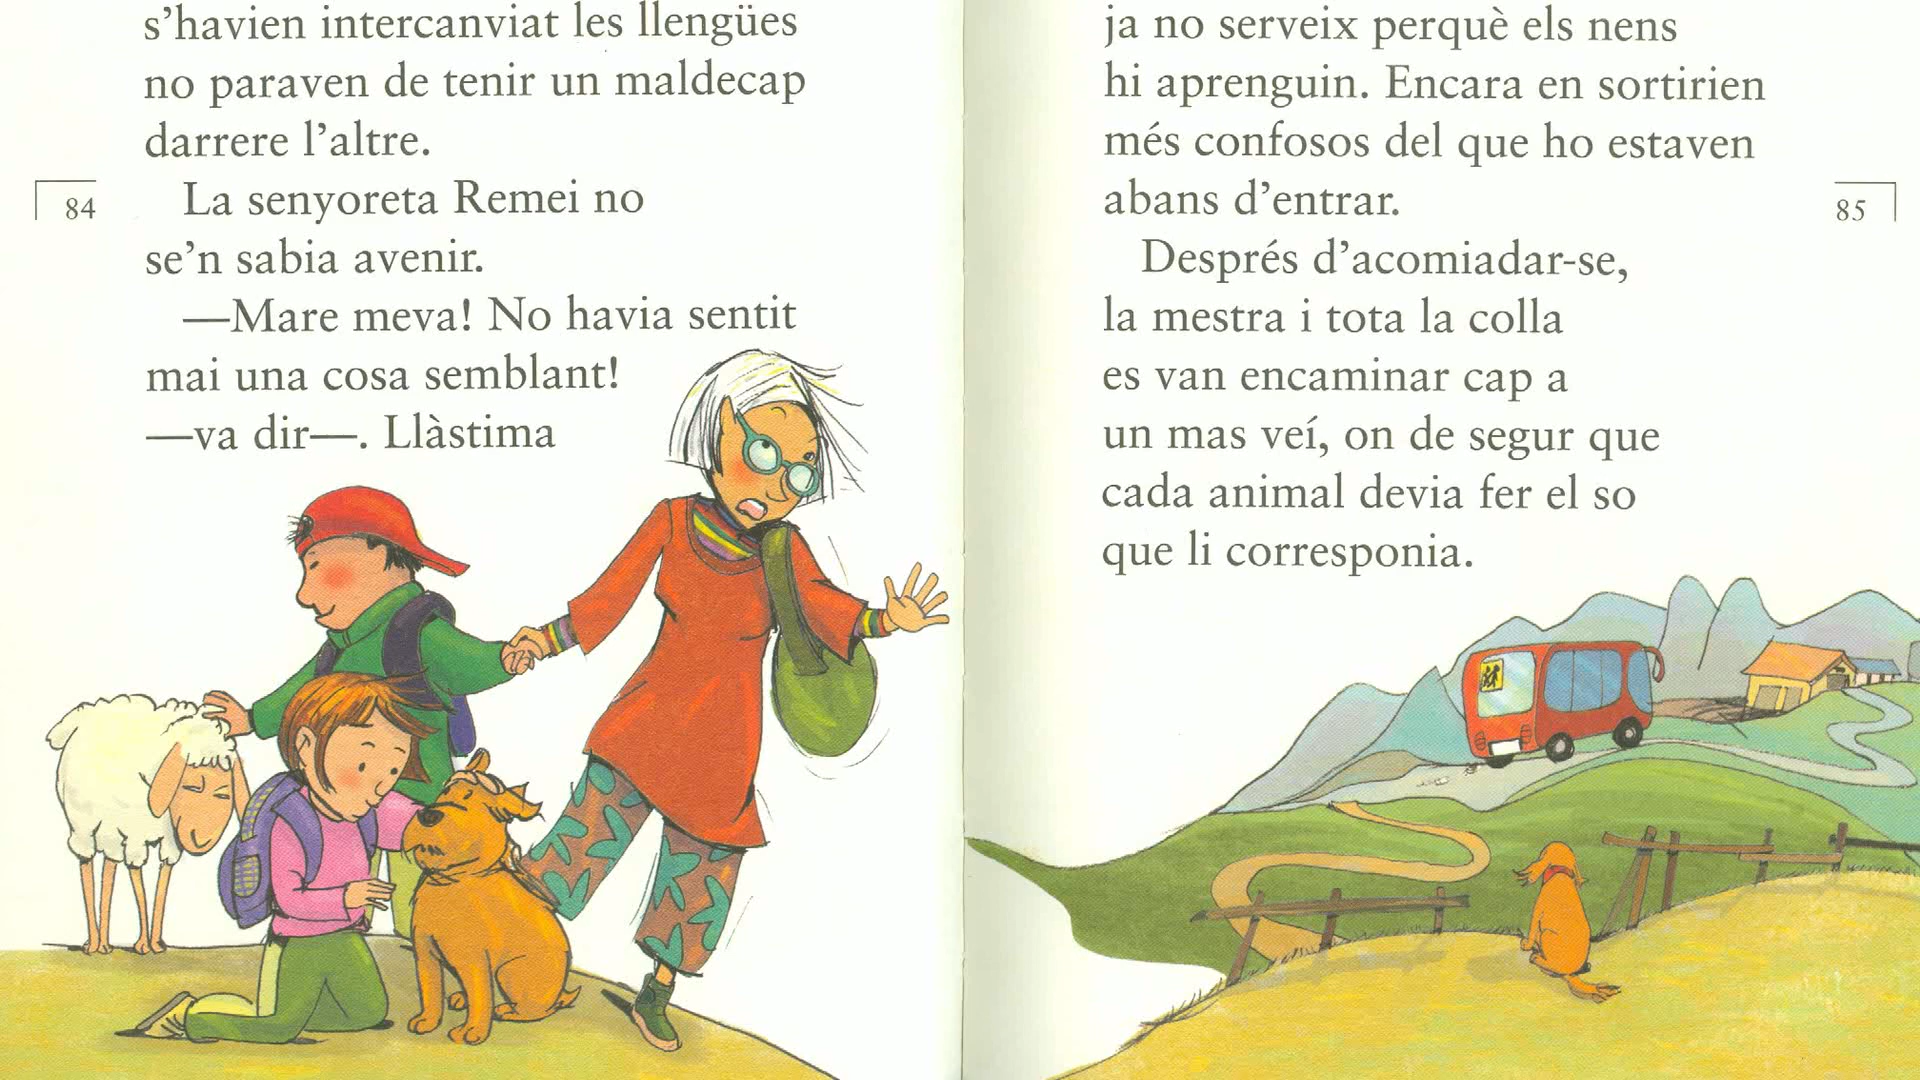 s'havien intercanviat les llengües
no paraven de tenir un maldecap
darrere l'altre.
84
La senyoreta Remei no
se'n sabia avenir.
—Mare meva! No havia sentit
mai una cosa semblant!
—va dir—. Llàstima
ja no serveix perquè els nens
hi aprenguin. Encara en sortirien
més confosos del que ho estaven
abans d'entrar.
85
Després d'acomiadar-se,
la mestra i tota la colla
es van encaminar cap a
un mas veí, on de segur que
cada animal devia fer el so
que li corresponia.